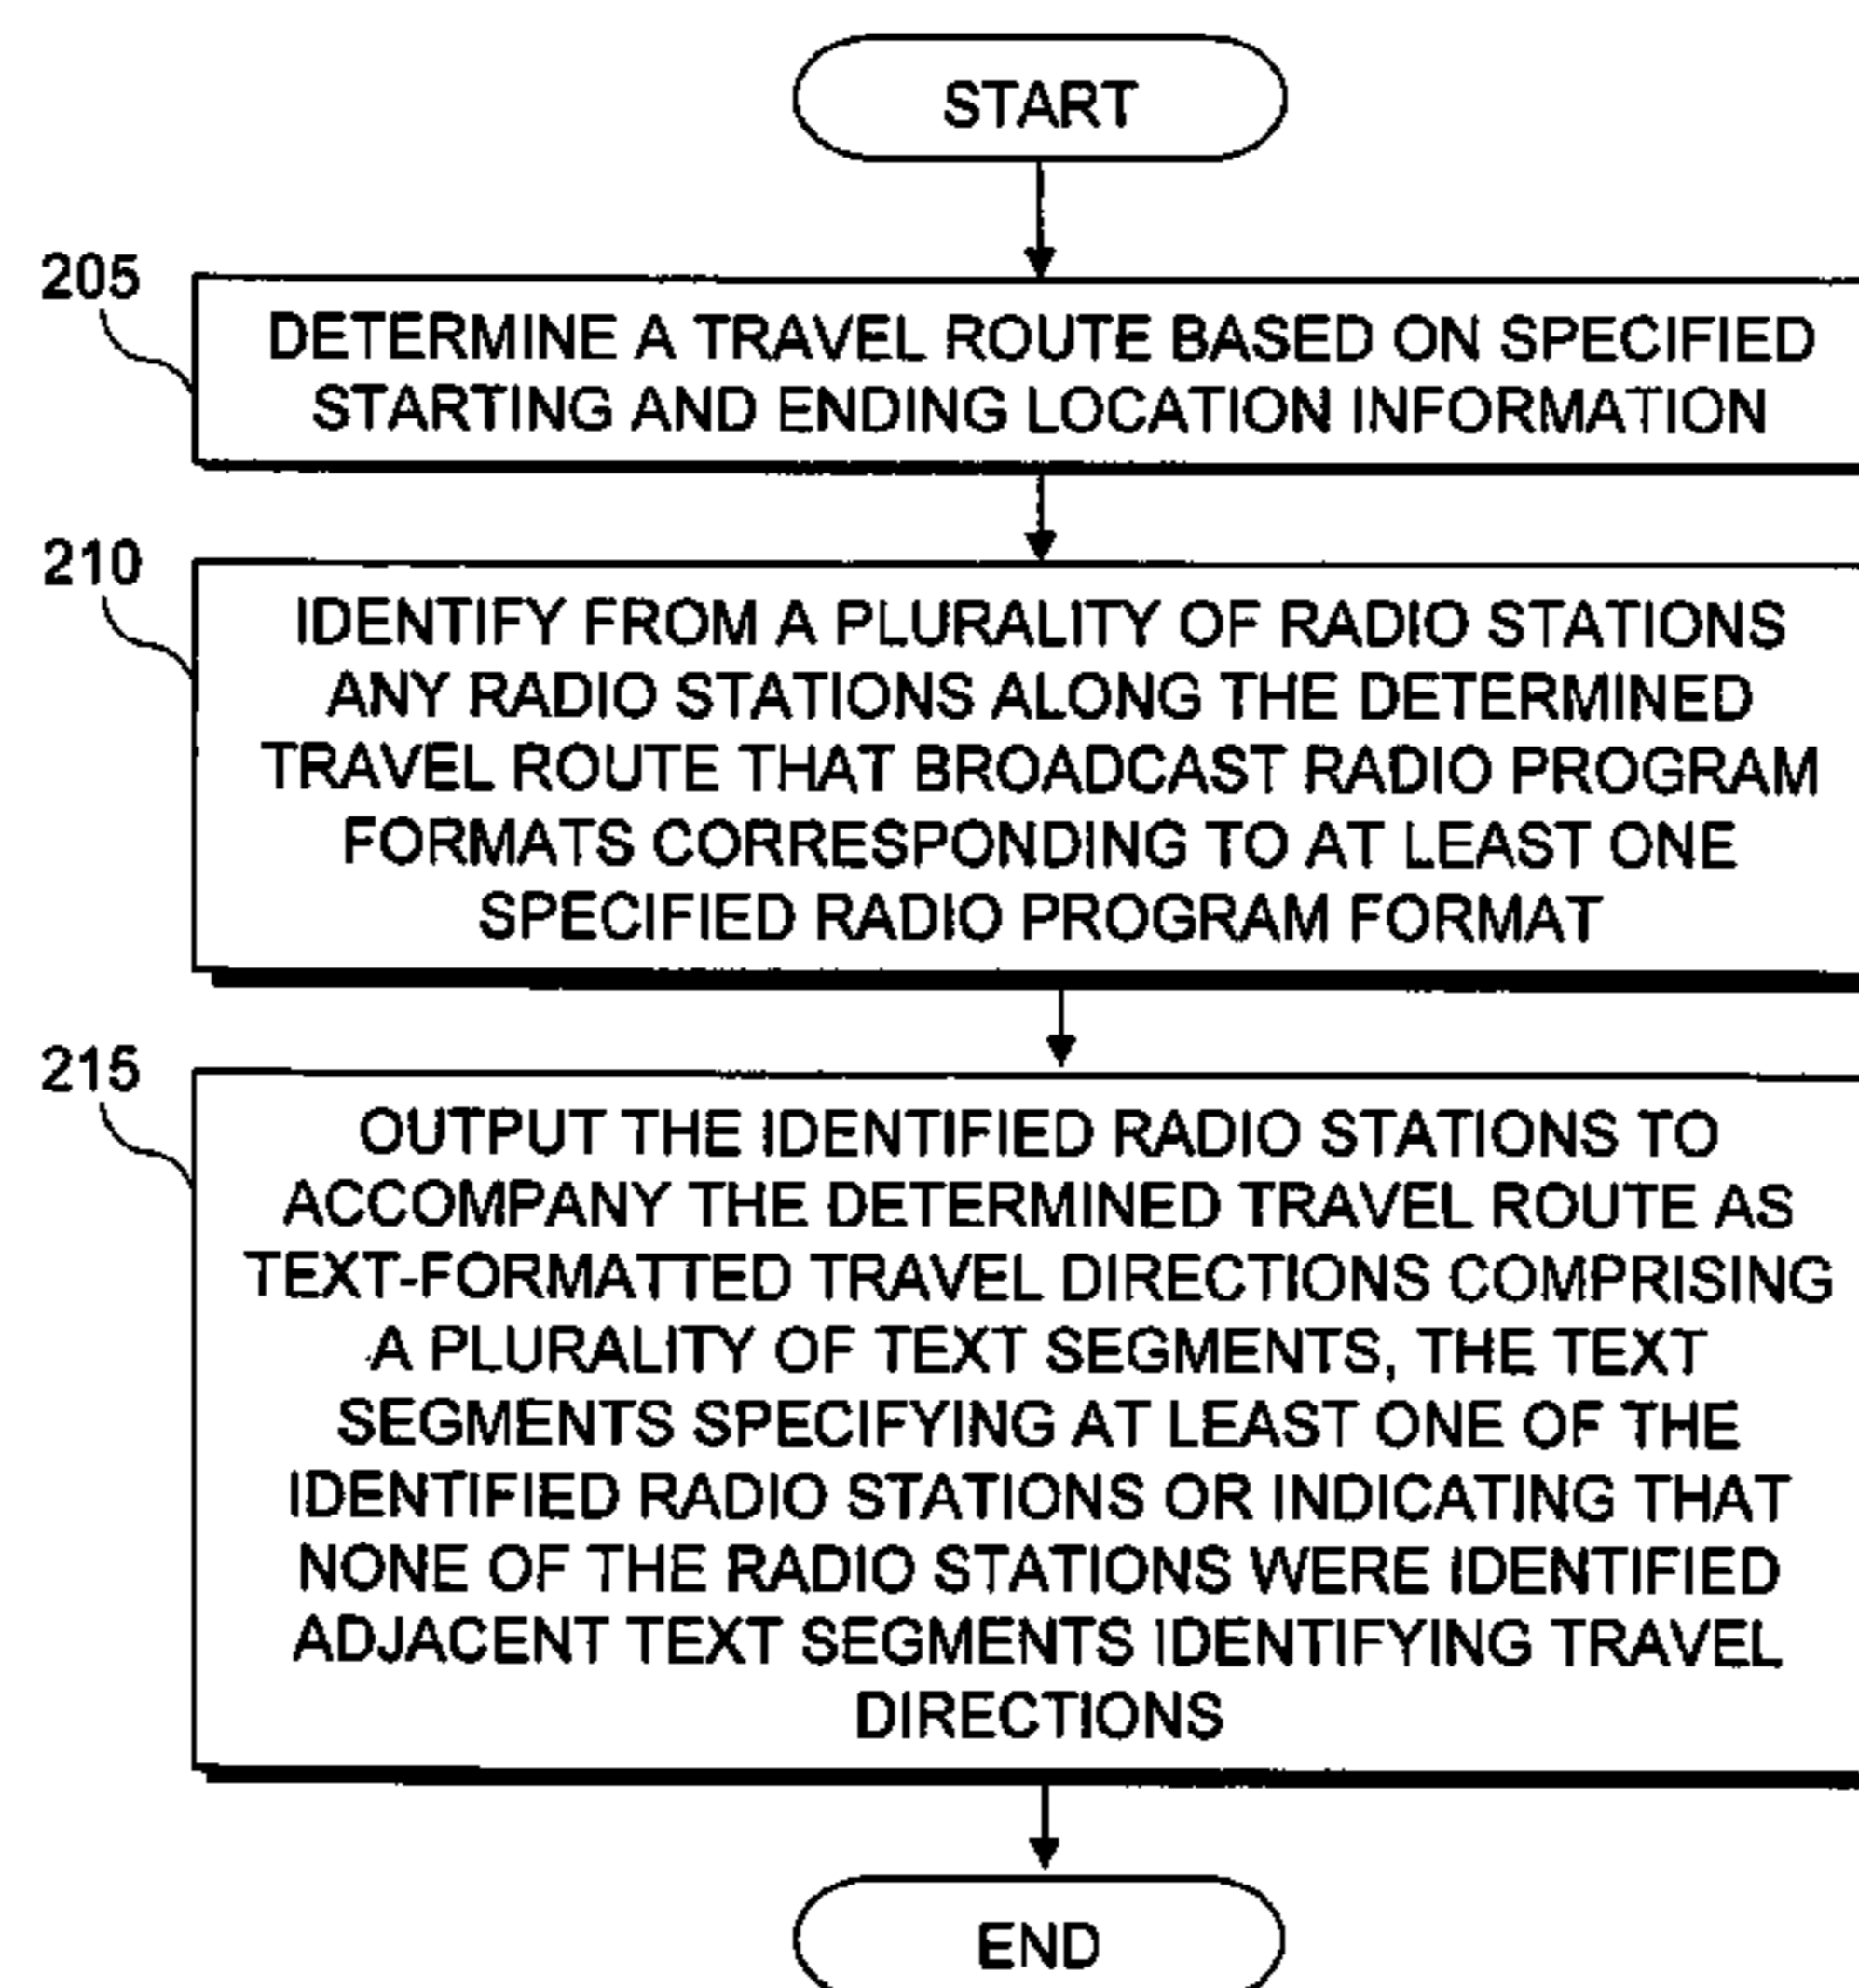 START
205
DETERMINE A TRAVEL ROUTE BASED ON SPECIFIED
STARTING AND ENDING LOCATION INFORMATION
210
IDENTIFY FROM A PLURALITY OF RADIO STATIONS
ANY RADIO STATIONS ALONG THE DETERMINED
TRAVEL ROUTE THAT BROADCAST RADIO PROGRAM
FORMATS CORRESPONDING TO AT LEAST ONE
SPECIFIED RADIO PROGRAM FORMAT
215
OUTPUT THE IDENTIFIED RADIO STATIONS TO
ACCOMPANY THE DETERMINED TRAVEL ROUTE AS
TEXT-FORMATTED TRAVEL DIRECTIONS COMPRISING
A PLURALITY OF TEXT SEGMENTS, THE TEXT
SEGMENTS SPECIFYING AT LEAST ONE OF THE
IDENTIFIED RADIO STATIONS OR INDICATING THAT
NONE OF THE RADIO STATIONS WERE IDENTIFIED
ADJACENT TEXT SEGMENTS IDENTIFYING TRAVEL
DIRECTIONS
END